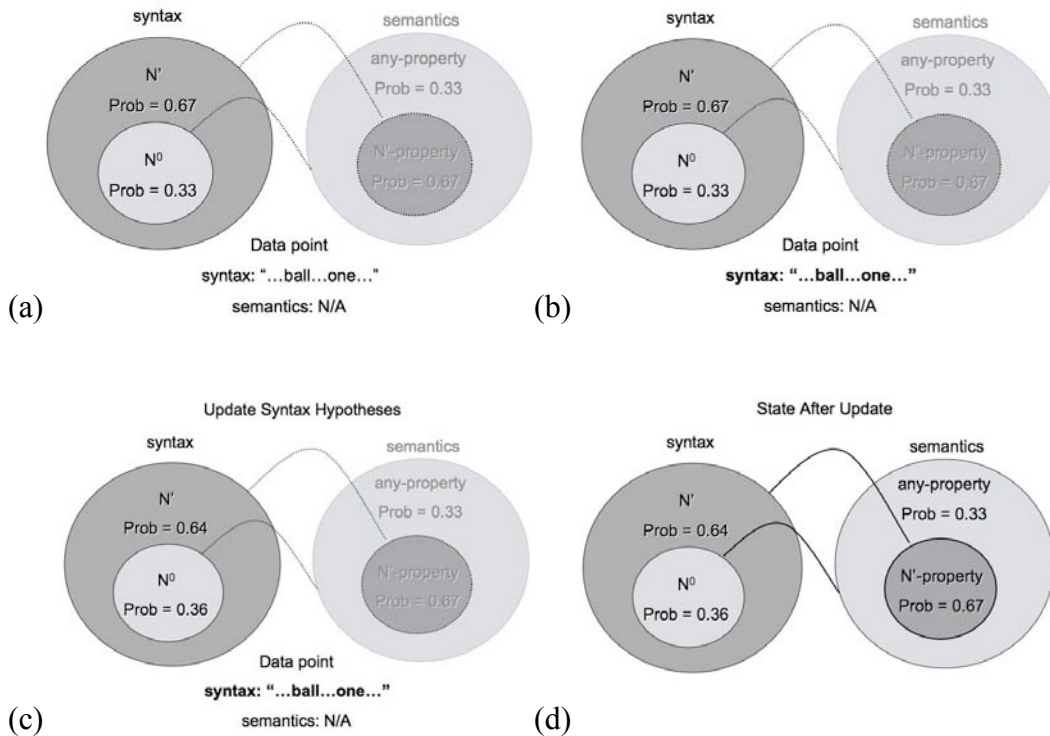 syntax
N'
Prob = 0.67
N⁰
Prob = 0.33
semantics
any-property
Prob = 0.33
N'-property
Prob = 0.67
Data point
syntax: “…ball…one…”
semantics: N/A
(a)
syntax
N'
Prob = 0.67
N⁰
Prob = 0.33
semantics
any-property
Prob = 0.33
N'-property
Prob = 0.67
Data point
syntax: “…ball…one…”
semantics: N/A
(b)
Update Syntax Hypotheses
syntax
N'
Prob = 0.64
N⁰
Prob = 0.36
semantics
any-property
Prob = 0.33
N'-property
Prob = 0.67
Data point
syntax: “…ball…one…”
semantics: N/A
(c)
State After Update
syntax
N'
Prob = 0.64
N⁰
Prob = 0.36
semantics
any-property
Prob = 0.33
N'-property
Prob = 0.67
(d)